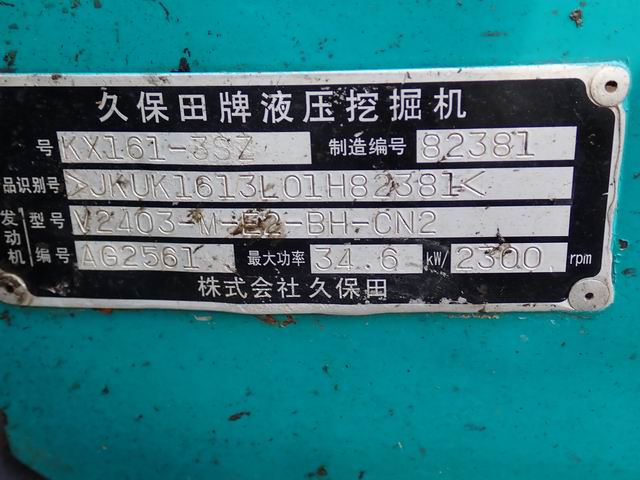 久保田牌液压挖掘机
号 KX161-3SZ 制造编号 82381
品识别号 >JKUK1613L01H82381<
发动机 型号 V2403-M-E2-BH-CN2
编号 AG2561 最大功率 34.6 kW/ 2300 rpm
株式会社久保田